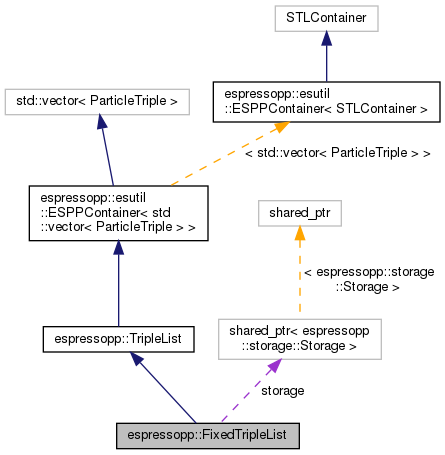 STLContainer
espressopp::esutil
::ESPPContainer< STLContainer >
std::vector< ParticleTriple >
< std::vector< ParticleTriple > >
espressopp::esutil
::ESPPContainer< std
::vector< ParticleTriple > >
shared_ptr
< espressopp::storage
::Storage >
espressopp::TripleList
shared_ptr< espressopp
::storage::Storage >
storage
espressopp::FixedTripleList